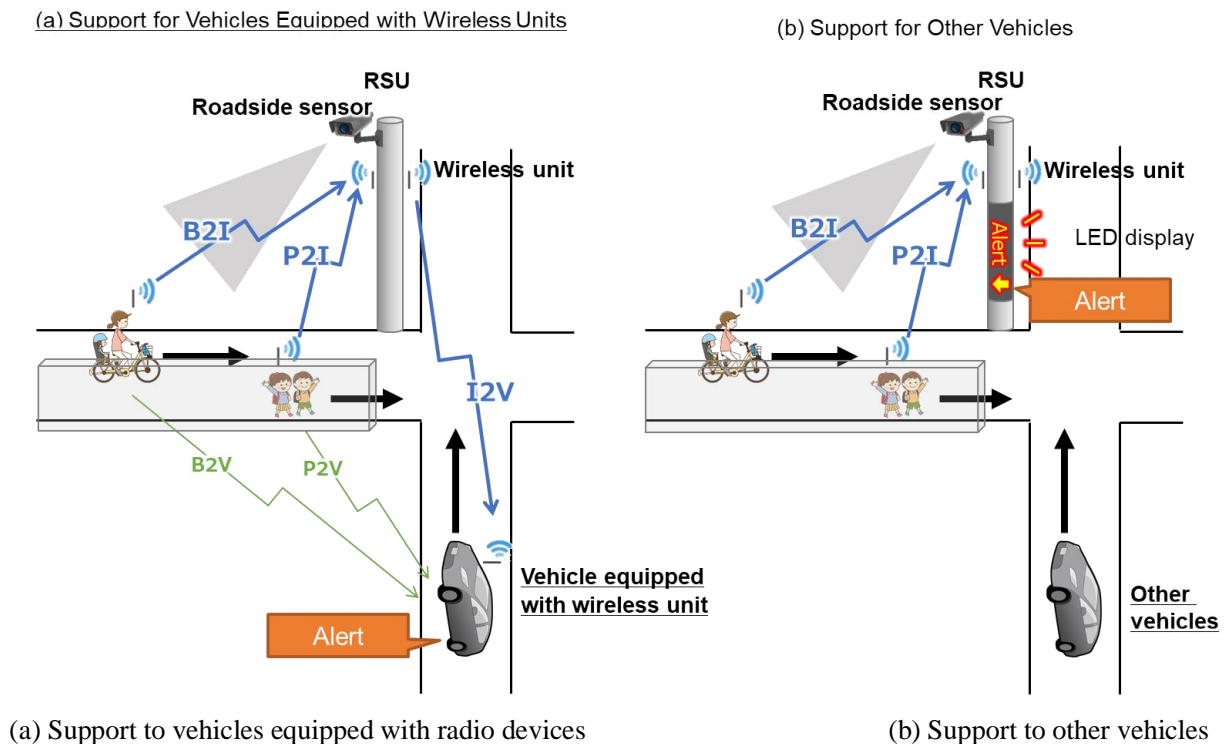 (a) Support for Vehicles Equipped with Wireless Units
RSU
Roadside sensor
Wireless unit
B2I
P2I
I2V
B2V
P2V
Vehicle equipped
with wireless unit
Alert
(b) Support for Other Vehicles
RSU
Roadside sensor
Wireless unit
B2I
P2I
Alert
LED display
Alert
Other
vehicles
(a) Support to vehicles equipped with radio devices
(b) Support to other vehicles